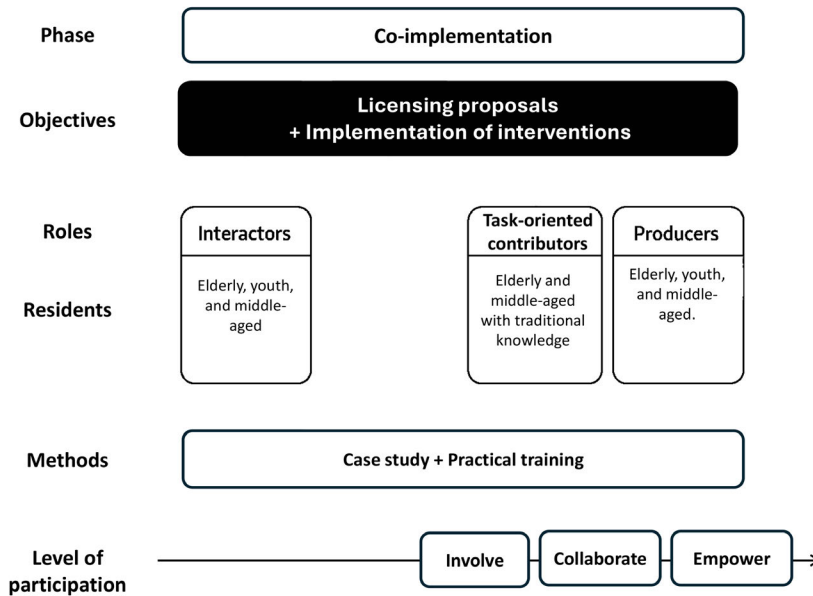 Phase
Co-implementation
Objectives
Licensing proposals
+ Implementation of interventions
Roles
Interactors
Task-oriented
contributors
Producers
Residents
Elderly, youth,
and middle-
aged
Elderly and
middle-aged
with traditional
knowledge
Elderly, youth,
and middle-
aged.
Methods
Case study + Practical training
Level of
participation
Involve
Collaborate
Empower